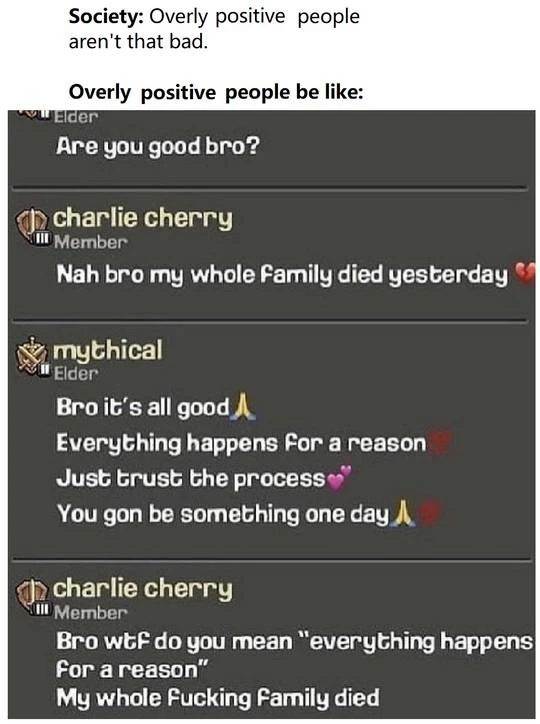 Society: Overly positive people
aren't that bad.
Overly positive people be like:
Elder
Are you good bro?
charlie cherry
III Member
Nah bro my whole family died yesterday 💔
mythical
II Elder
Bro it's all good🙏
Everything happens for a reason💯
Just trust the process💕
You gon be something one day🙏💯
charlie cherry
III Member
Bro wtf do you mean "everything happens
for a reason"
My whole fucking family died